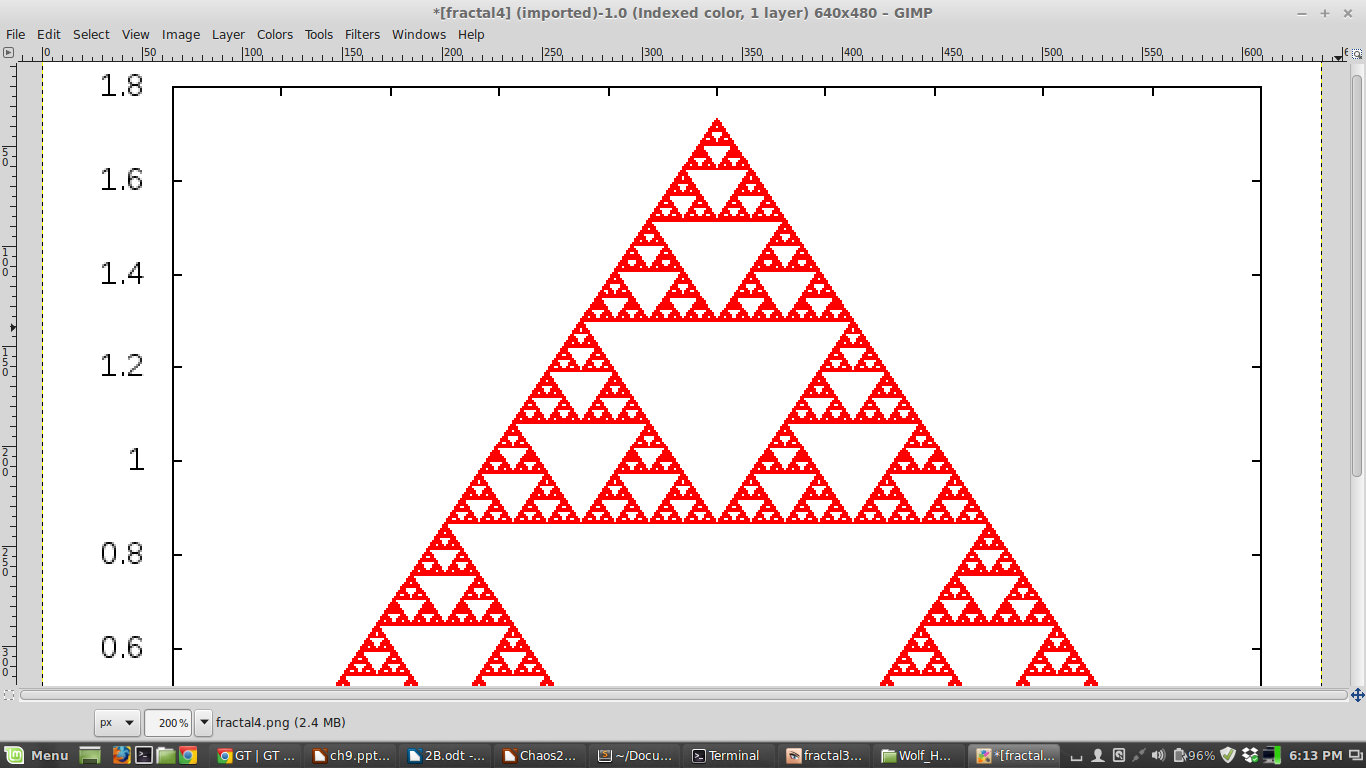 *[fractal4] (imported)-1.0 (Indexed color, 1 layer) 640x480 – GIMP
File Edit Select View Image Layer Colors Tools Filters Windows Help
0 50 100 150 200 250 300 350 400 450 500 550 600 6
50
100
150
200
250
300
1.8
1.6
1.4
1.2
1
0.8
0.6
px 200% fractal4.png (2.4 MB)
Menu GT | GT ... ch9.ppt... 2B.odt -... Chaos2... ~/Docu... Terminal fractal3... Wolf_H... *[fractal... 96% 6:13 PM